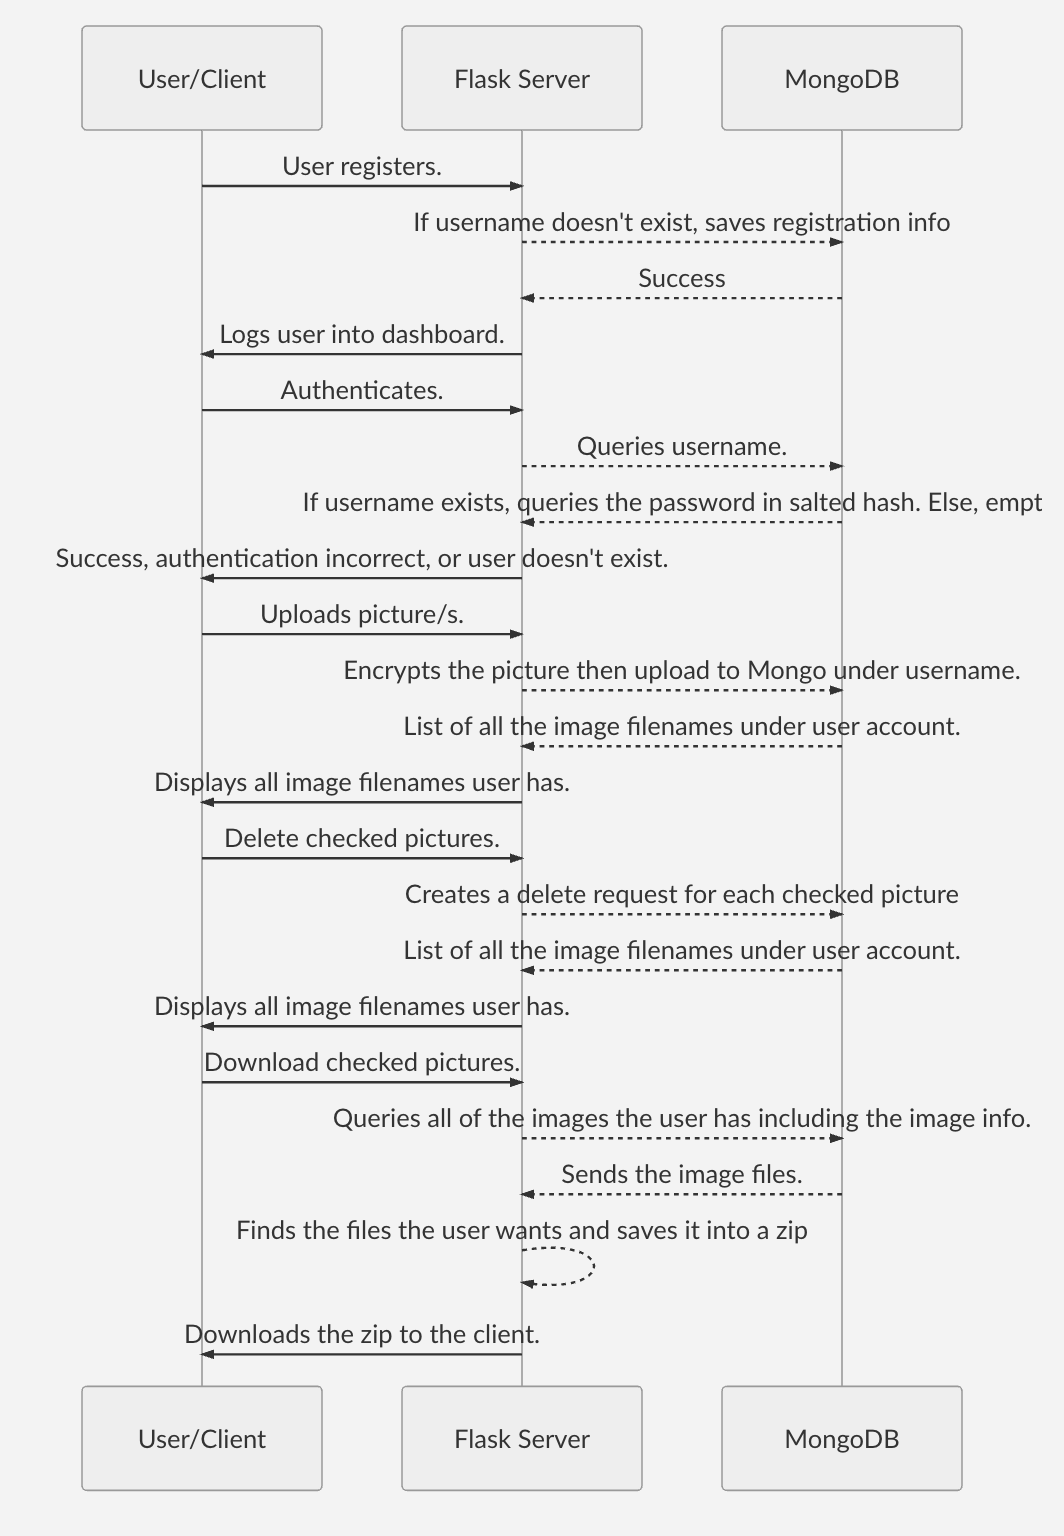 User/Client
Flask Server
MongoDB
User registers.
If username doesn't exist, saves registration info
Success
Logs user into dashboard.
Authenticates.
Queries username.
If username exists, queries the password in salted hash. Else, empt
Success, authentication incorrect, or user doesn't exist.
Uploads picture/s.
Encrypts the picture then upload to Mongo under username.
List of all the image filenames under user account.
Displays all image filenames user has.
Delete checked pictures.
Creates a delete request for each checked picture
List of all the image filenames under user account.
Displays all image filenames user has.
Download checked pictures.
Queries all of the images the user has including the image info.
Sends the image files.
Finds the files the user wants and saves it into a zip
Downloads the zip to the client.
User/Client
Flask Server
MongoDB